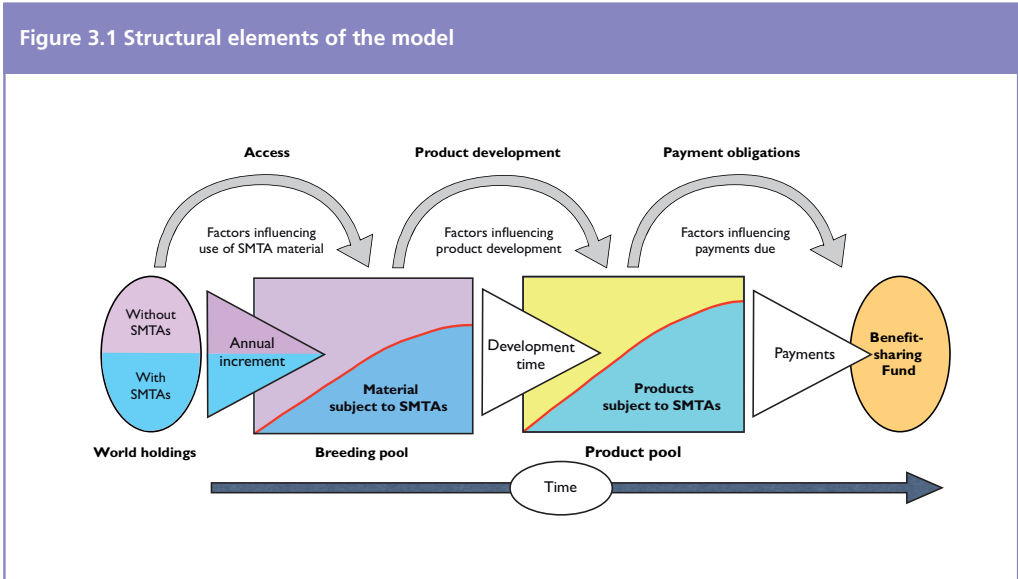 Figure 3.1 Structural elements of the model
Access
Product development
Payment obligations
Factors influencing
use of SMTA material
Factors influencing
product development
Factors influencing
payments due
Without
SMTAs
With
SMTAs
Annual
increment
Material
subject to SMTAs
Development
time
Products
subject to SMTAs
Payments
Benefit-
sharing
Fund
World holdings
Breeding pool
Product pool
Time